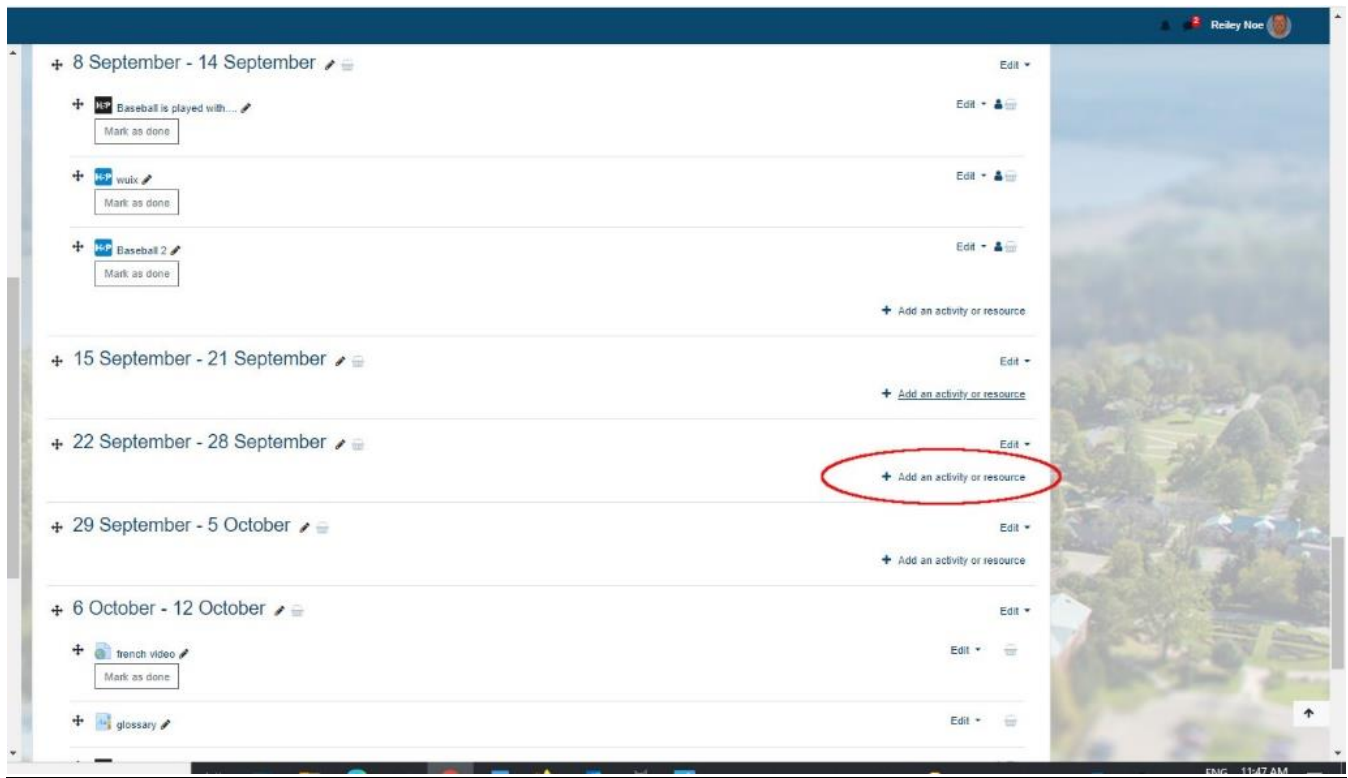 2
Reiley Noe
8 September - 14 September
Edit
H-P Baseball is played with....
Edit
Mark as done
H-P wuix
Edit
Mark as done
H-P Baseball 2
Edit
Mark as done
Add an activity or resource
15 September - 21 September
Edit
Add an activity or resource
22 September - 28 September
Edit
Add an activity or resource
29 September - 5 October
Edit
Add an activity or resource
6 October - 12 October
Edit
french video
Edit
Mark as done
glossary
Edit
ENG 11:47 AM